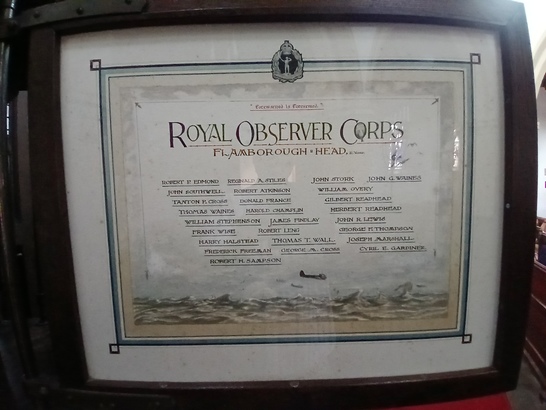 "Forewarned is Forearmed."
ROYAL OBSERVER CORPS
FLAMBOROUGH · HEAD.
ROBERT P. EDMOND REGINALD A. STILES JOHN STORK JOHN G. WAINES
JOHN SOUTHWELL ROBERT ATKINSON WILLIAM OVERY
TANTON F. CROSS DONALD FRANCE GILBERT READHEAD
THOMAS WAINES HAROLD CHAMPLIN HERBERT READHEAD
WILLIAM STEPHENSON JAMES FINDLAY JOHN R. LEWIS
FRANK WISE ROBERT LENG GEORGE F. THOMPSON
HARRY HALSTEAD THOMAS T. WALL JOSEPH MARSHALL
FREDERICK FREEMAN GEORGE M. CROSS CYRIL E. GARDINER
ROBERT H. SAMPSON